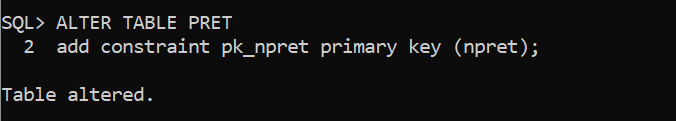 SQL> ALTER TABLE PRET
2 add constraint pk_npret primary key (npret);
Table altered.